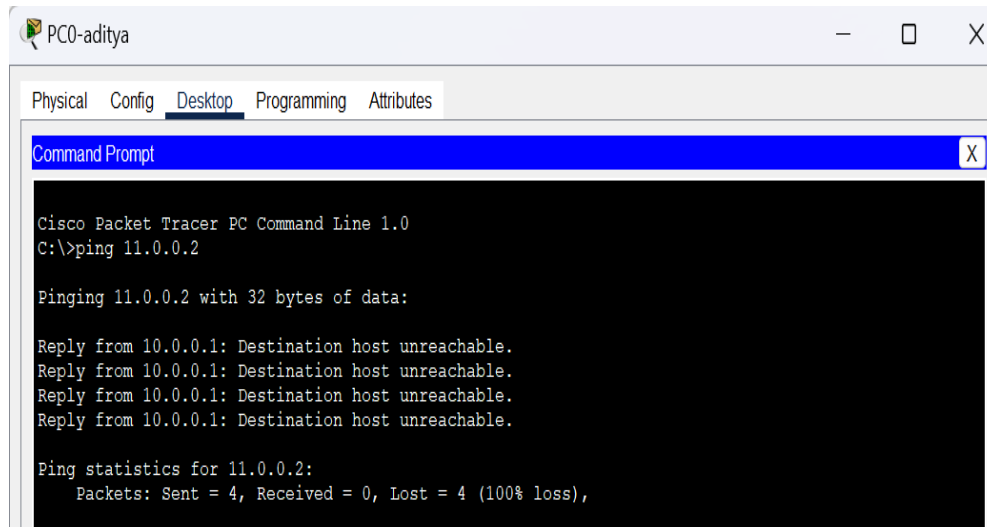 PC0-aditya
Physical Config Desktop Programming Attributes
Command Prompt X
Cisco Packet Tracer PC Command Line 1.0
C:\>ping 11.0.0.2
Pinging 11.0.0.2 with 32 bytes of data:
Reply from 10.0.0.1: Destination host unreachable.
Reply from 10.0.0.1: Destination host unreachable.
Reply from 10.0.0.1: Destination host unreachable.
Reply from 10.0.0.1: Destination host unreachable.
Ping statistics for 11.0.0.2:
Packets: Sent = 4, Received = 0, Lost = 4 (100% loss),